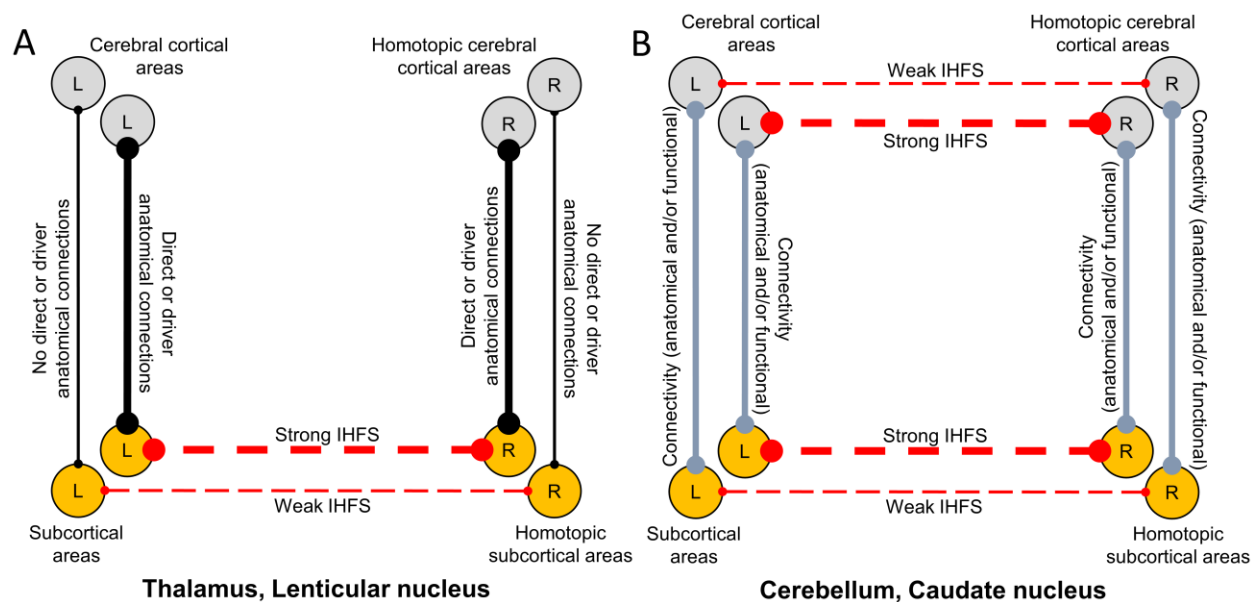 A
Cerebral cortical
areas
Homotopic cerebral
cortical areas
L
L
R
R
No direct or driver
anatomical connections
Direct or driver
anatomical connections
Direct or driver
anatomical connections
No direct or driver
anatomical connections
Strong IHFS
L
R
L
R
Weak IHFS
Subcortical
areas
Homotopic
subcortical areas
Thalamus, Lenticular nucleus
B
Cerebral cortical
areas
Homotopic cerebral
cortical areas
Weak IHFS
L
R
L
R
Strong IHFS
Connectivity (anatomical and/or functional)
Connectivity
(anatomical and/or functional)
Connectivity
(anatomical and/or functional)
Connectivity (anatomical and/or functional)
Strong IHFS
L
R
L
R
Weak IHFS
Subcortical
areas
Homotopic
subcortical areas
Cerebellum, Caudate nucleus